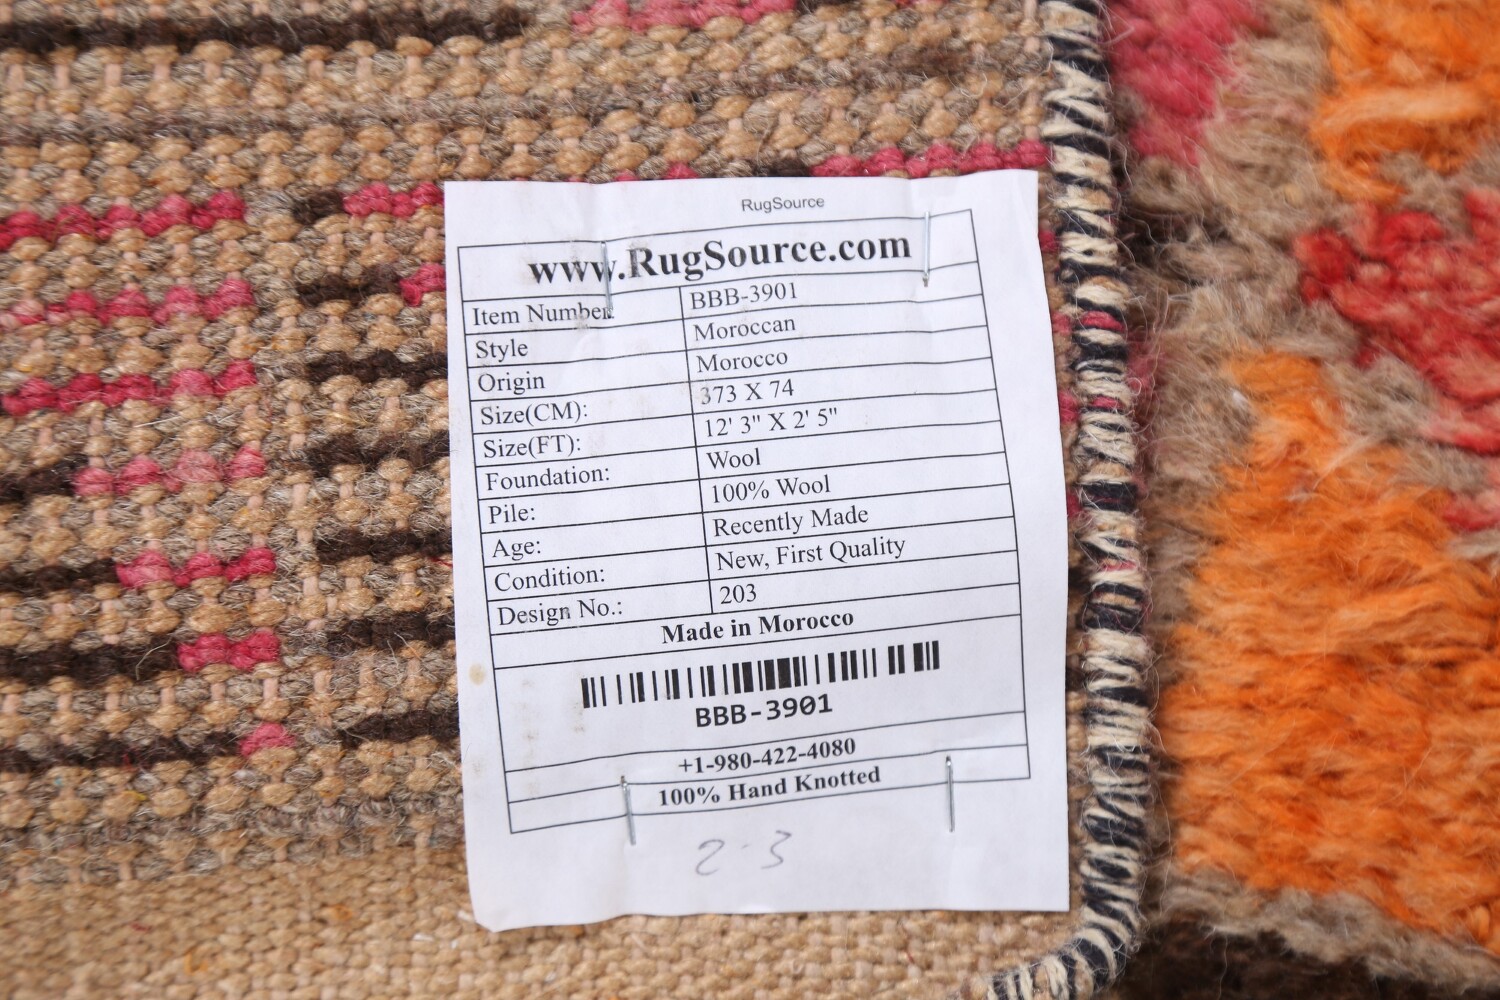 RugSource
www.RugSource.com
Item Number BBB-3901
Style Moroccan
Origin Morocco
Size(CM): 373 X 74
Size(FT): 12' 3" X 2' 5"
Foundation: Wool
Pile: 100% Wool
Age: Recently Made
Condition: New, First Quality
Design No.: 203
Made in Morocco
BBB-3901
+1-980-422-4080
100% Hand Knotted
2·3